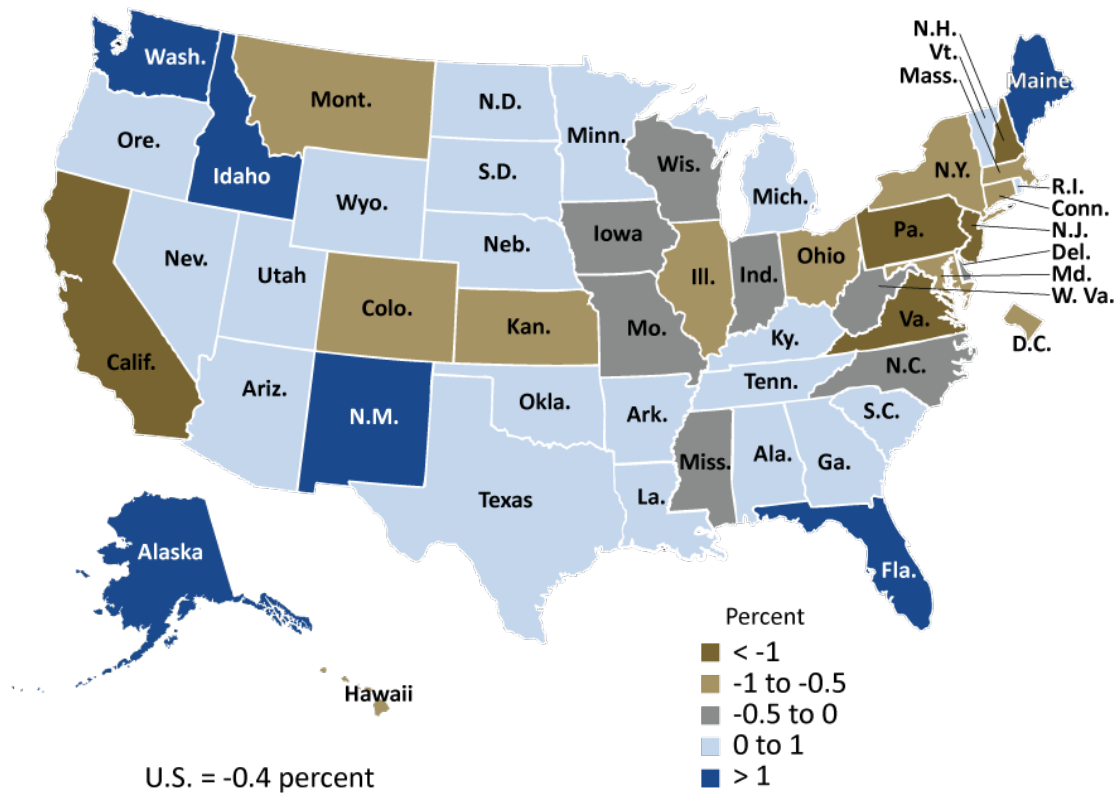 N.H.
Vt.
Mass.
Maine
Wash.
Mont.
N.D.
Minn.
Ore.
Idaho
Wis.
S.D.
Wyo.
Mich.
N.Y.
R.I.
Conn.
N.J.
Del.
Md.
W. Va.
Pa.
Iowa
Neb.
Nev.
Utah
Ill.
Ind.
Ohio
Colo.
Kan.
Mo.
Va.
D.C.
Calif.
Ky.
N.C.
Ariz.
N.M.
Okla.
Tenn.
Ark.
S.C.
Miss.
Ala.
Ga.
Texas
La.
Alaska
Fla.
Hawaii
Percent
< -1
-1 to -0.5
-0.5 to 0
0 to 1
> 1
U.S. = -0.4 percent